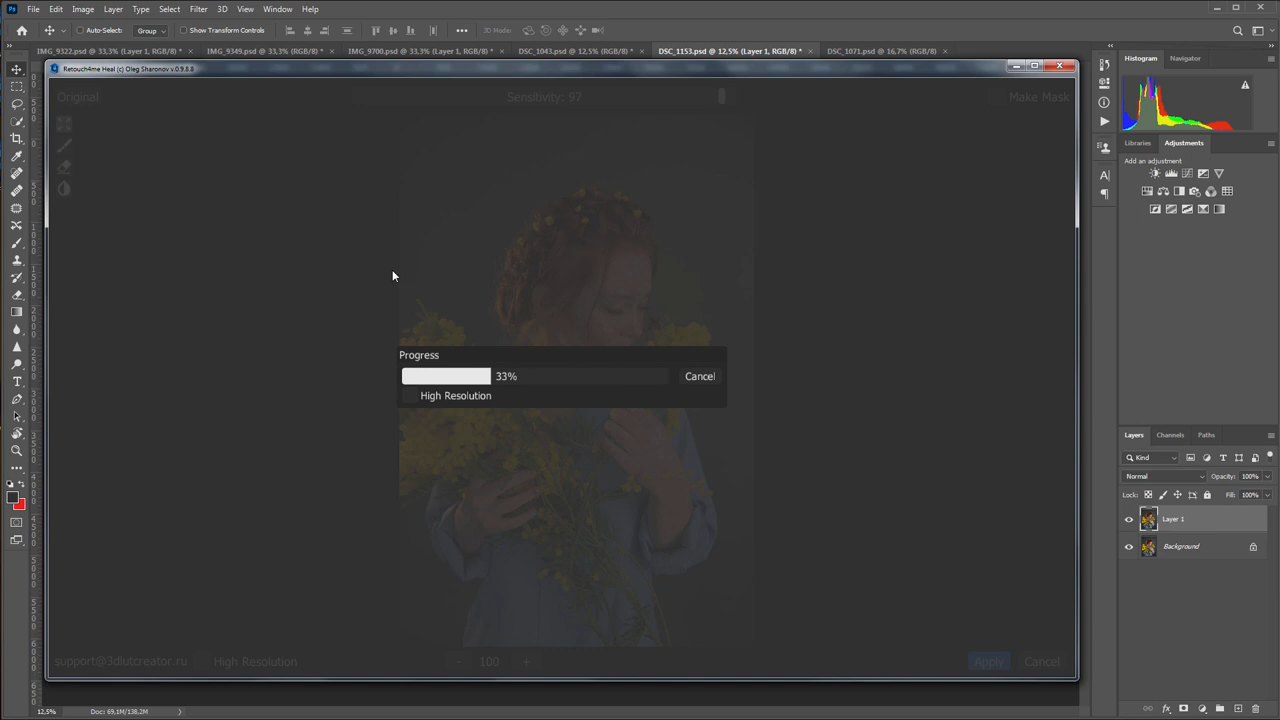 Ps File Edit Image Layer Type Select Filter 3D View Window Help
Auto-Select: Group Show Transform Controls 3D Mode:
IMG_9322.psd @ 33,3% (Layer 1, RGB/8) * × IMG_9349.psd @ 33,3% (RGB/8) * × IMG_9700.psd @ 33,3% (Layer 1, RGB/8) * × DSC_1043.psd @ 12,5% (RGB/8) * × DSC_1153.psd @ 12,5% (Layer 1, RGB/8) * × DSC_1071.psd @ 16,7% (RGB/8) ×
Retouch4me Heal (c) Oleg Sharonov v.0.9.8.8
Original Sensitivity: 97 Make Mask
Progress
33% Cancel
High Resolution
support@3dlutcreator.ru High Resolution - 100 + Apply Cancel
12,5% Doc: 69,1M/138,2M
Histogram Navigator
Libraries Adjustments
Add an adjustment
Layers Channels Paths
Kind
Normal Opacity: 100%
Lock: Fill: 100%
Layer 1
Background